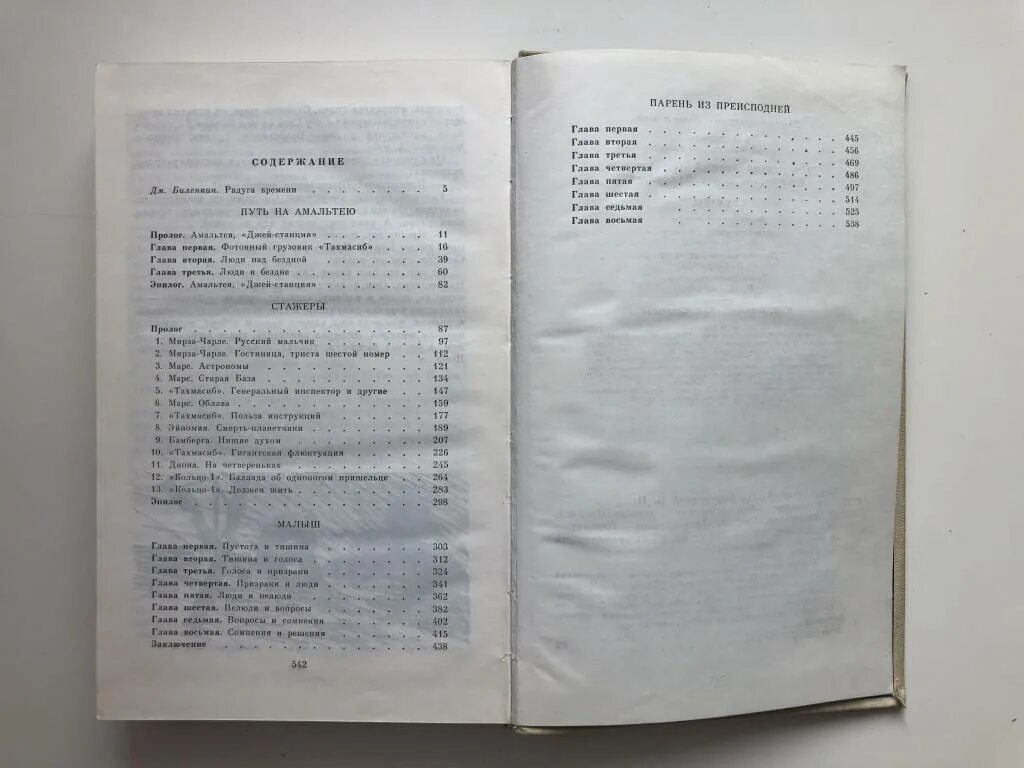 СОДЕРЖАНИЕ
Дм. Биленкин. Радуга времени . . . . . . . . 5
ПУТЬ НА АМАЛЬТЕЮ
Пролог. Амальтея, «Джей-станция» . . . . . . . 11
Глава первая. Фотонный грузовик «Тахмасиб» . . . . 16
Глава вторая. Люди над бездной . . . . . . . 39
Глава третья. Люди в бездне . . . . . . . . 60
Эпилог. Амальтея, «Джей-станция» . . . . . . . 82
СТАЖЕРЫ
Пролог . . . . . . . . . . . . . . 87
1. Мирза-Чарле. Русский мальчик . . . . . . . 97
2. Мирза-Чарле. Гостиница, триста шестой номер . . 112
3. Марс. Астрономы . . . . . . . . . . 121
4. Марс. Старая База . . . . . . . . . . 134
5. «Тахмасиб». Генеральный инспектор и другие . . 147
6. Марс. Облава . . . . . . . . . . . 159
7. «Тахмасиб». Польза инструкций . . . . . . 177
8. Эйномия. Смерть-планетчики . . . . . . . 189
9. Бамберга. Нищие духом . . . . . . . . 207
10. «Тахмасиб». Гигантская флюктуация . . . . . 226
11. Диона. На четвереньках . . . . . . . . 245
12. «Кольцо-1». Баллада об одноногом пришельце . . 264
13. «Кольцо-1». Должен жить . . . . . . . . 283
Эпилог . . . . . . . . . . . . . . 298
МАЛЫШ
Глава первая. Пустота и тишина . . . . . . . 303
Глава вторая. Тишина и голоса . . . . . . . 312
Глава третья. Голоса и призраки . . . . . . . 324
Глава четвертая. Призраки и люди . . . . . . 341
Глава пятая. Люди и нелюди . . . . . . . . 362
Глава шестая. Нелюди и вопросы . . . . . . . 382
Глава седьмая. Вопросы и сомнения . . . . . . 402
Глава восьмая. Сомнения и решения . . . . . . 415
Заключение . . . . . . . . . . . . . 438
542
ПАРЕНЬ ИЗ ПРЕИСПОДНЕЙ
Глава первая . . . . . . . . . . . . 445
Глава вторая . . . . . . . . . . . . 456
Глава третья . . . . . . . . . . . . 469
Глава четвертая . . . . . . . . . . . 486
Глава пятая . . . . . . . . . . . . 497
Глава шестая . . . . . . . . . . . . 514
Глава седьмая . . . . . . . . . . . 525
Глава восьмая . . . . . . . . . . . 538